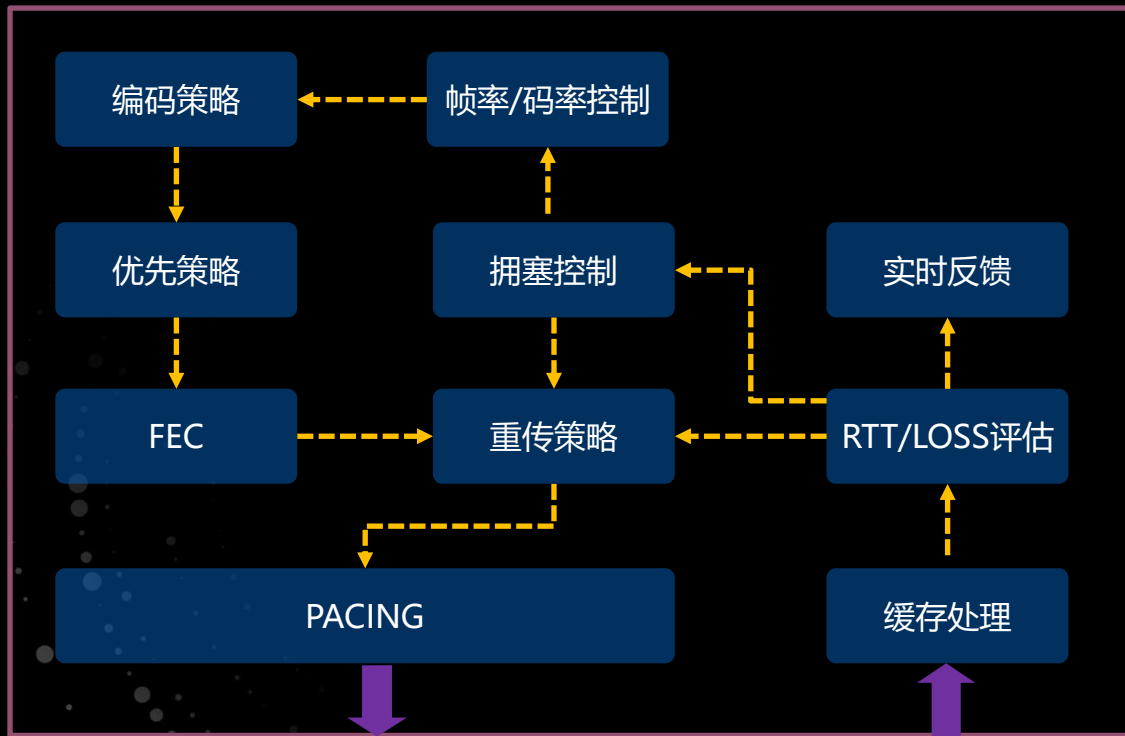 编码策略
帧率/码率控制
优先策略
拥塞控制
实时反馈
FEC
重传策略
RTT/LOSS评估
PACING
缓存处理